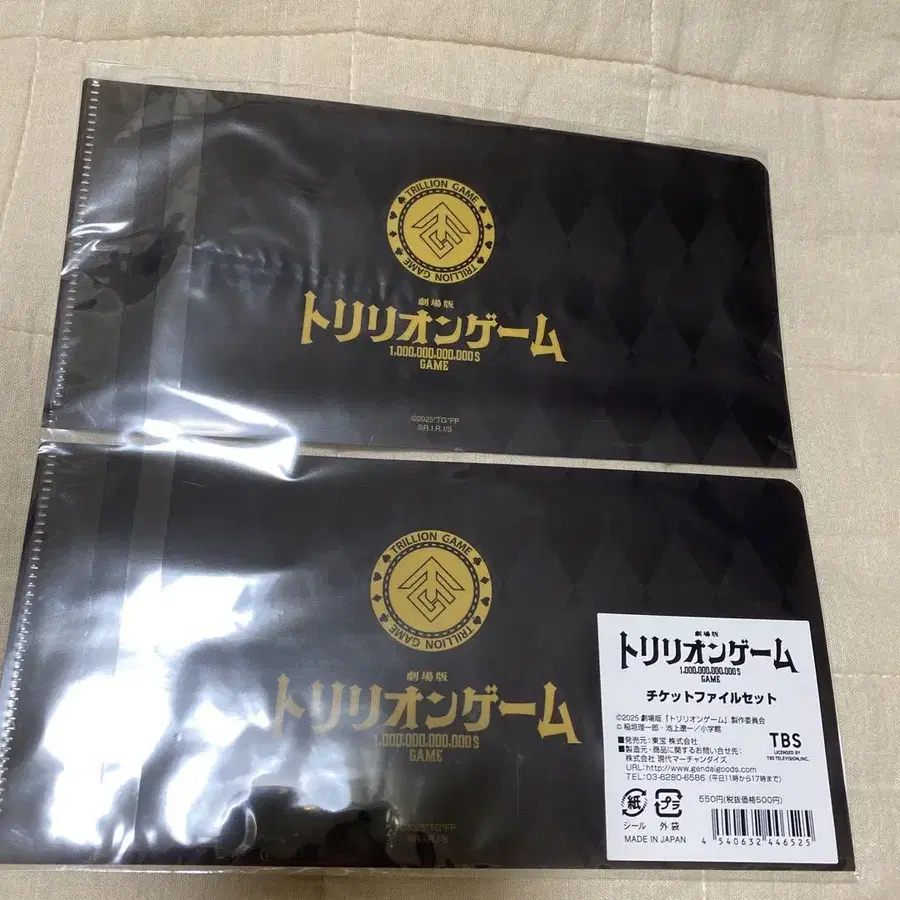 TRILLION GAME
TRILLION GAME
劇場版
トリリオンゲーム
1,000,000,000,000$
GAME
©2025"TG"FP
©R.I,R.I/S
TRILLION GAME
TRILLION GAME
劇場版
トリリオンゲーム
1,000,000,000,000$
GAME
©2025"TG"FP
©R.I,R.I/S
劇場版
トリリオンゲーム
1,000,000,000,000$
GAME
チケットファイルセット
©2025 劇場版『トリリオンゲーム』製作委員会
© 稲垣理一郎・池上遼一／小学館
■発売元：東宝 株式会社
■製造元・商品に関するお問い合せ先：
株式会社 現代マーチャンダイズ
URL:http://www.gendaigoods.com
TEL:03-6280-6586（平日11時から17時まで）
TBS
LICENSED BY
TBS TELEVISION,INC.
紙
シール
プラ
外袋
MADE IN JAPAN
550円(税抜価格500円)
4 540632 446525